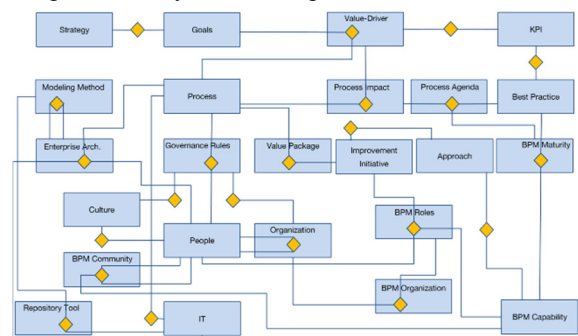 Strategy
Goals
Value-Driver
KPI
Modeling Method
Process
Process Impact
Process Agenda
Best Practice
Enterprise Arch.
Governance Rules
Value Package
Improvement
Initiative
Approach
BPM Maturity
Culture
People
Organization
BPM Roles
BPM Community
BPM Organization
Repository Tool
IT
BPM Capability